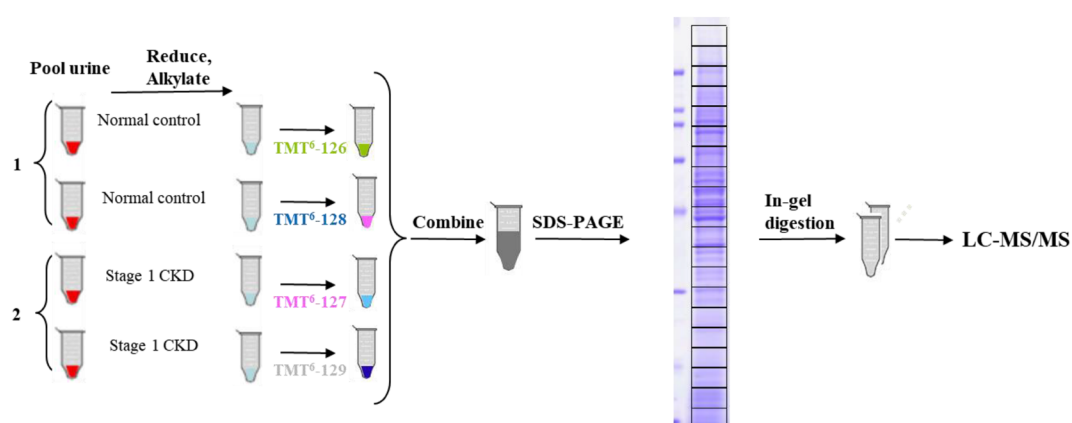 Pool urine
Reduce,
Alkylate
1
Normal control
TMT⁶-126
Normal control
TMT⁶-128
2
Stage 1 CKD
TMT⁶-127
Stage 1 CKD
TMT⁶-129
Combine
SDS-PAGE
In-gel
digestion
LC-MS/MS